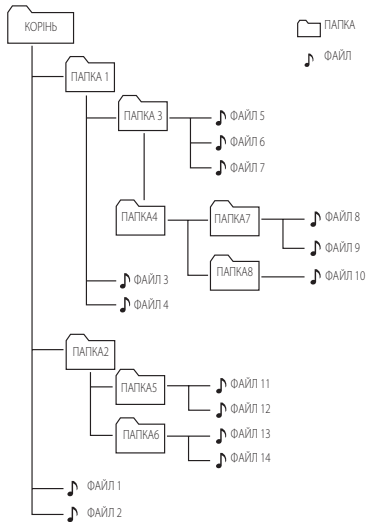 КОРІНЬ
ПАПКА
ФАЙЛ
ПАПКА 1
ПАПКА 3
ФАЙЛ 5
ФАЙЛ 6
ФАЙЛ 7
ПАПКА4
ПАПКА7
ФАЙЛ 8
ФАЙЛ 9
ПАПКА8
ФАЙЛ 10
ФАЙЛ 3
ФАЙЛ 4
ПАПКА2
ПАПКА5
ФАЙЛ 11
ФАЙЛ 12
ПАПКА6
ФАЙЛ 13
ФАЙЛ 14
ФАЙЛ 1
ФАЙЛ 2